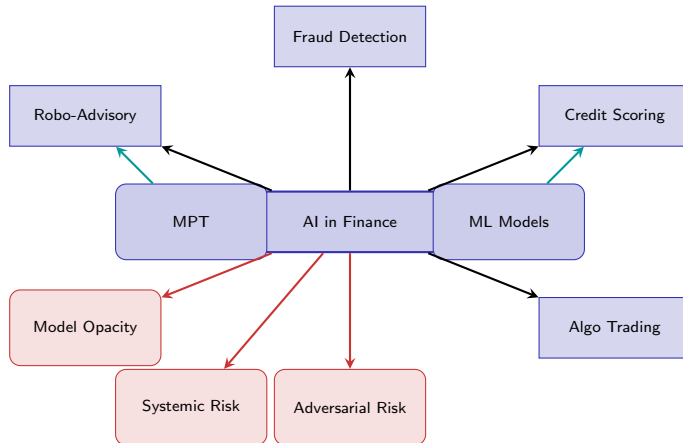 Fraud Detection
Robo-Advisory
Credit Scoring
MPT
AI in Finance
ML Models
Model Opacity
Algo Trading
Systemic Risk
Adversarial Risk